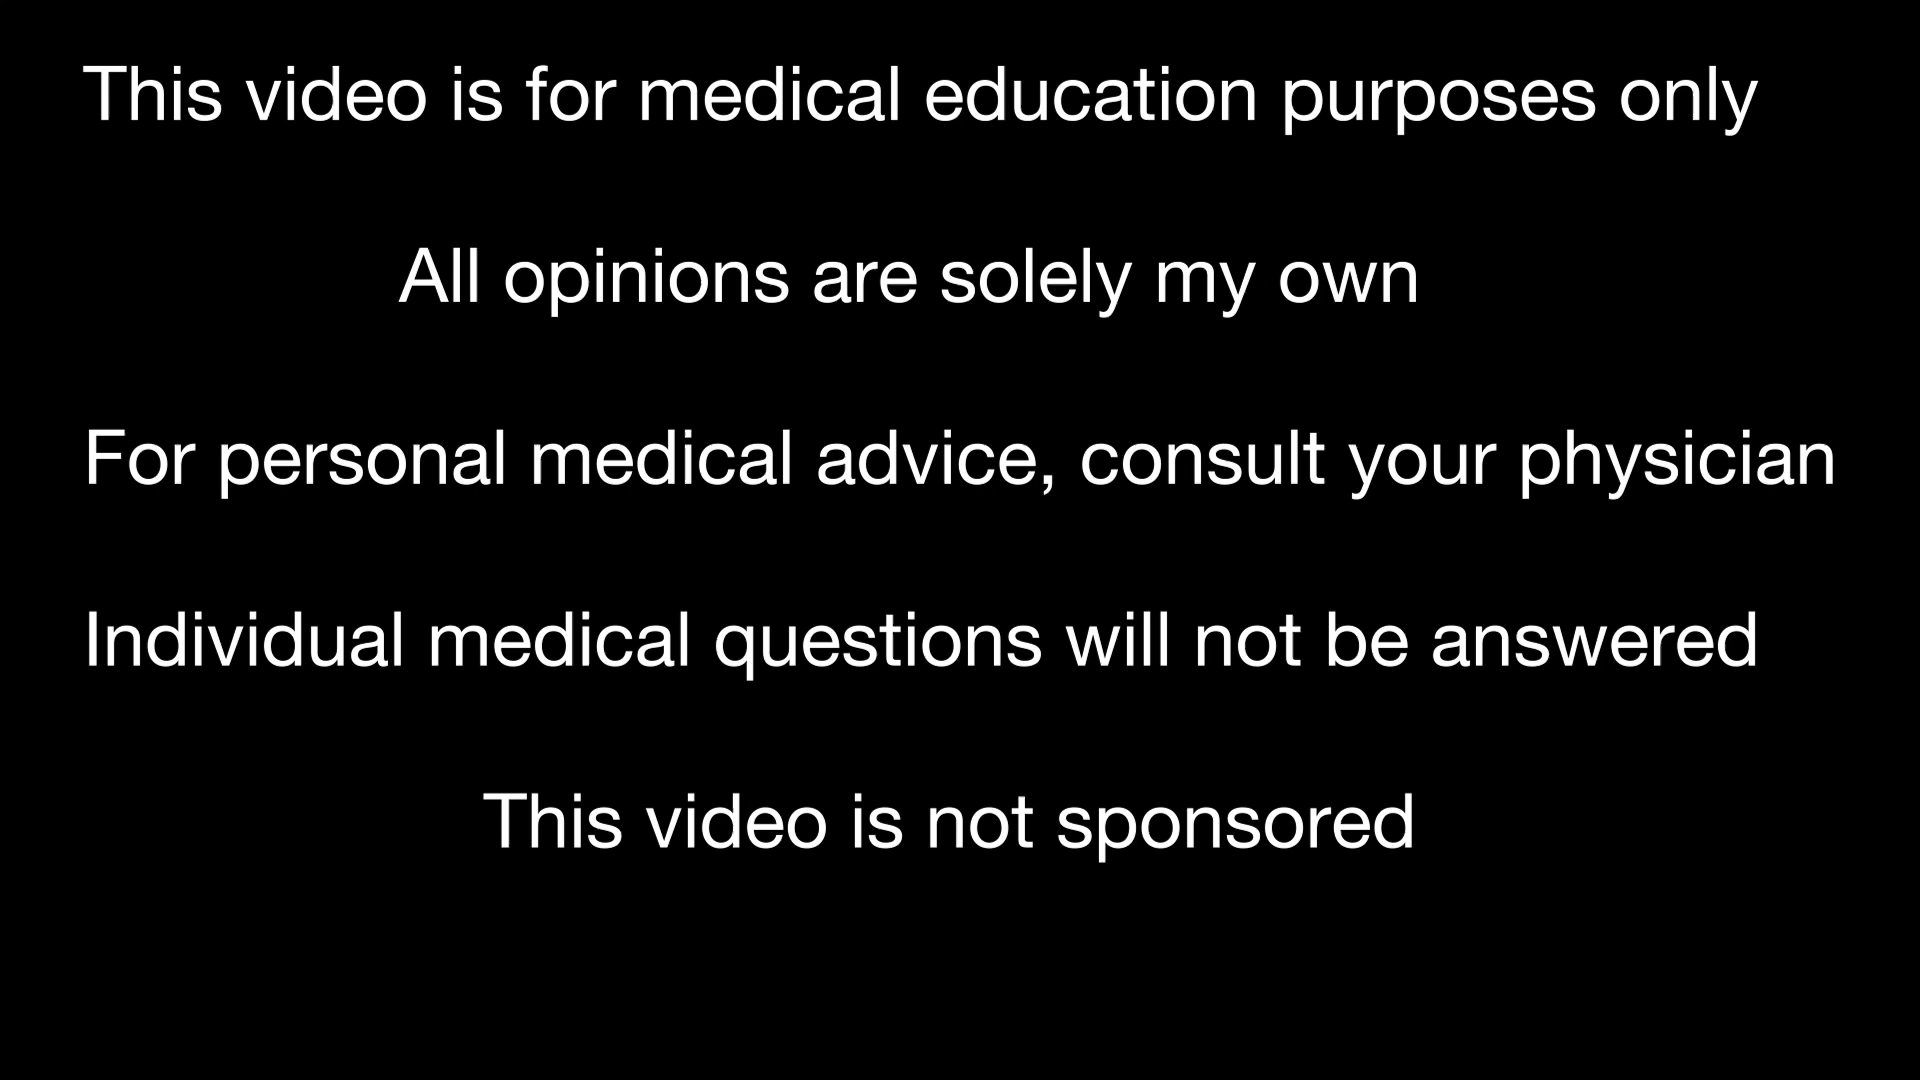 This video is for medical education purposes only
All opinions are solely my own
For personal medical advice, consult your physician
Individual medical questions will not be answered
This video is not sponsored